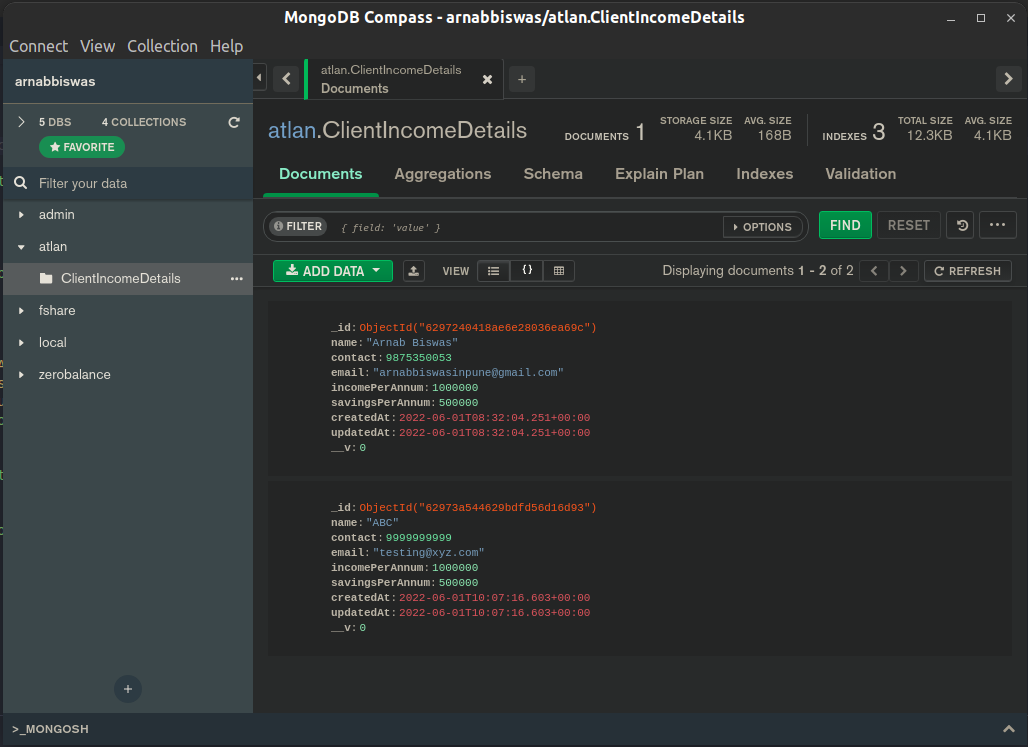 MongoDB Compass - arnabbiswas/atlan.ClientIncomeDetails
Connect View Collection Help
arnabbiswas
5 DBS 4 COLLECTIONS
FAVORITE
Filter your data
admin
atlan
ClientIncomeDetails
fshare
local
zerobalance
atlan.ClientIncomeDetails
Documents
atlan.ClientIncomeDetails
DOCUMENTS 1
STORAGE SIZE
4.1KB
AVG. SIZE
168B
INDEXES 3
TOTAL SIZE
12.3KB
AVG. SIZE
4.1KB
Documents Aggregations Schema Explain Plan Indexes Validation
FILTER { field: 'value' } OPTIONS FIND RESET
ADD DATA VIEW {} Displaying documents 1 - 2 of 2 REFRESH
_id: ObjectId("6297240418ae6e28036ea69c")
name: "Arnab Biswas"
contact: 9875350053
email: "arnabbiswasinpune@gmail.com"
incomePerAnnum: 1000000
savingsPerAnnum: 500000
createdAt: 2022-06-01T08:32:04.251+00:00
updatedAt: 2022-06-01T08:32:04.251+00:00
__v: 0
_id: ObjectId("62973a544629bdfd56d16d93")
name: "ABC"
contact: 9999999999
email: "testing@xyz.com"
incomePerAnnum: 1000000
savingsPerAnnum: 500000
createdAt: 2022-06-01T10:07:16.603+00:00
updatedAt: 2022-06-01T10:07:16.603+00:00
__v: 0
>_MONGOSH